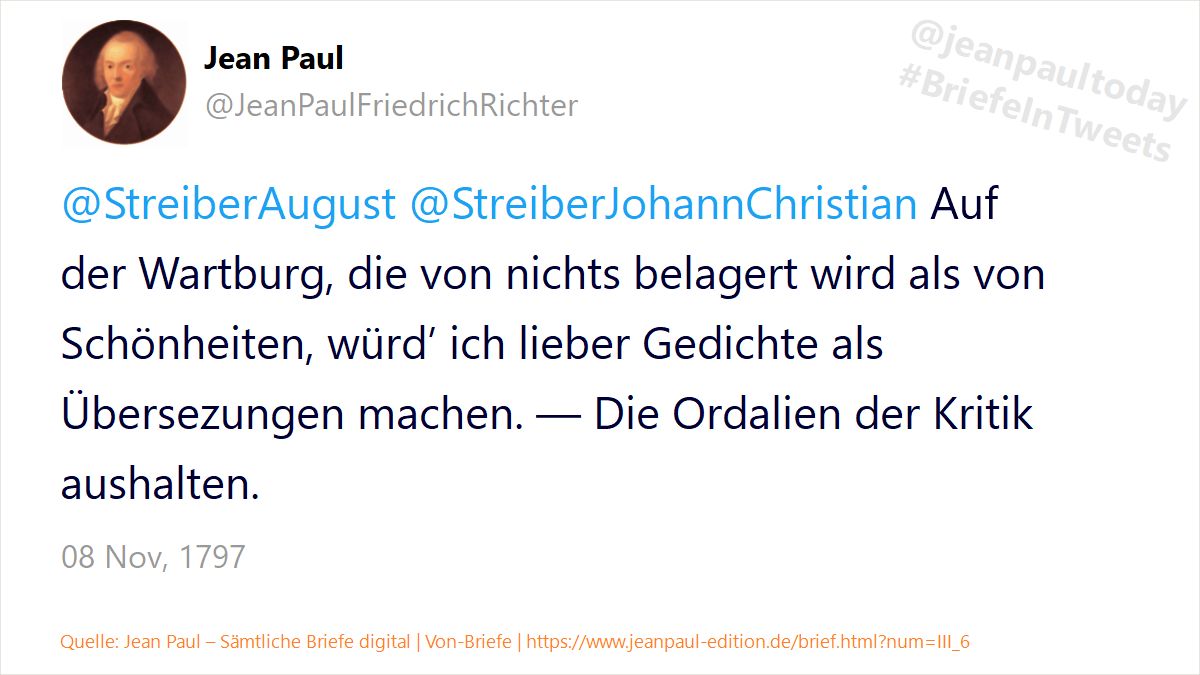 Jean Paul
@JeanPaulFriedrichRichter
@jeanpaultoday
#BriefeInTweets
@StreiberAugust @StreiberJohannChristian Auf
der Wartburg, die von nichts belagert wird als von
Schönheiten, würd’ ich lieber Gedichte als
Übersezungen machen. — Die Ordalien der Kritik
aushalten.
08 Nov, 1797
Quelle: Jean Paul – Sämtliche Briefe digital | Von-Briefe | https://www.jeanpaul-edition.de/brief.html?num=III_6